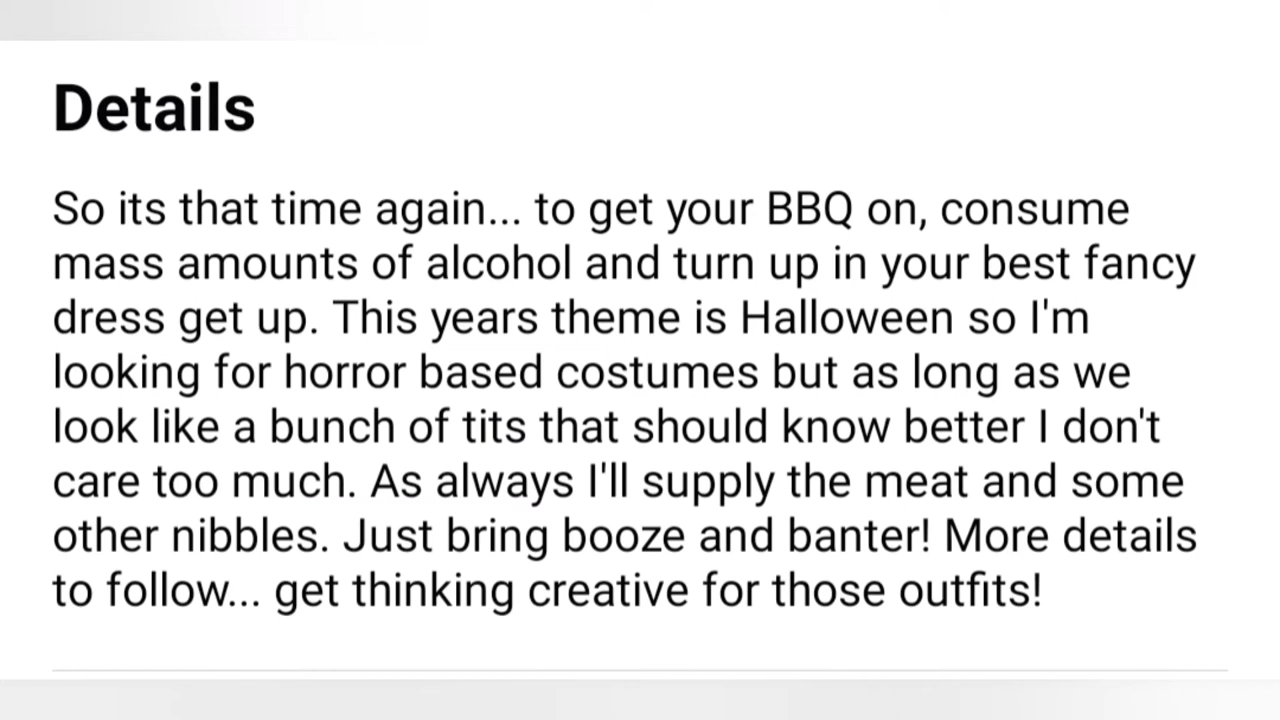 Details
So its that time again... to get your BBQ on, consume
mass amounts of alcohol and turn up in your best fancy
dress get up. This years theme is Halloween so I'm
looking for horror based costumes but as long as we
look like a bunch of tits that should know better I don't
care too much. As always I'll supply the meat and some
other nibbles. Just bring booze and banter! More details
to follow... get thinking creative for those outfits!